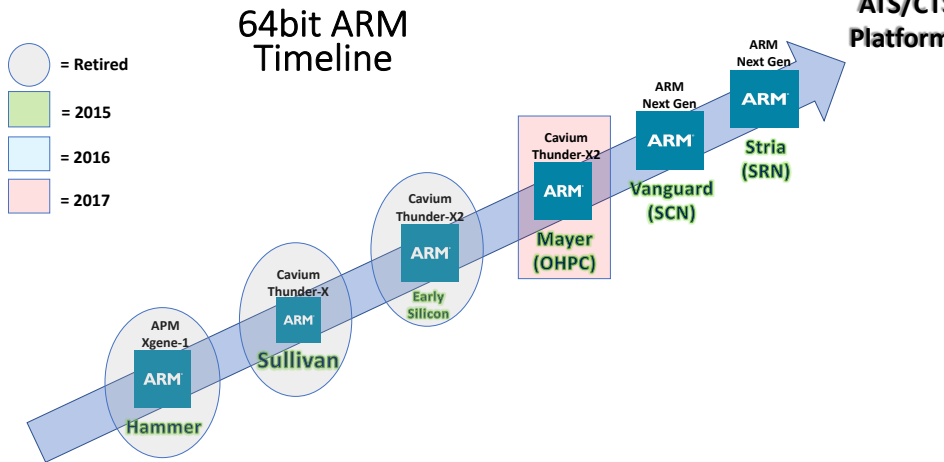 64bit ARM
Timeline
ATS/CTS
Platform
= Retired
= 2015
= 2016
= 2017
APM
Xgene-1
ARM
Hammer
Cavium
Thunder-X
ARM
Sullivan
Cavium
Thunder-X2
ARM
Early
Silicon
Cavium
Thunder-X2
ARM
Mayer
(OHPC)
ARM
Next Gen
ARM
Vanguard
(SCN)
ARM
Next Gen
ARM
Stria
(SRN)